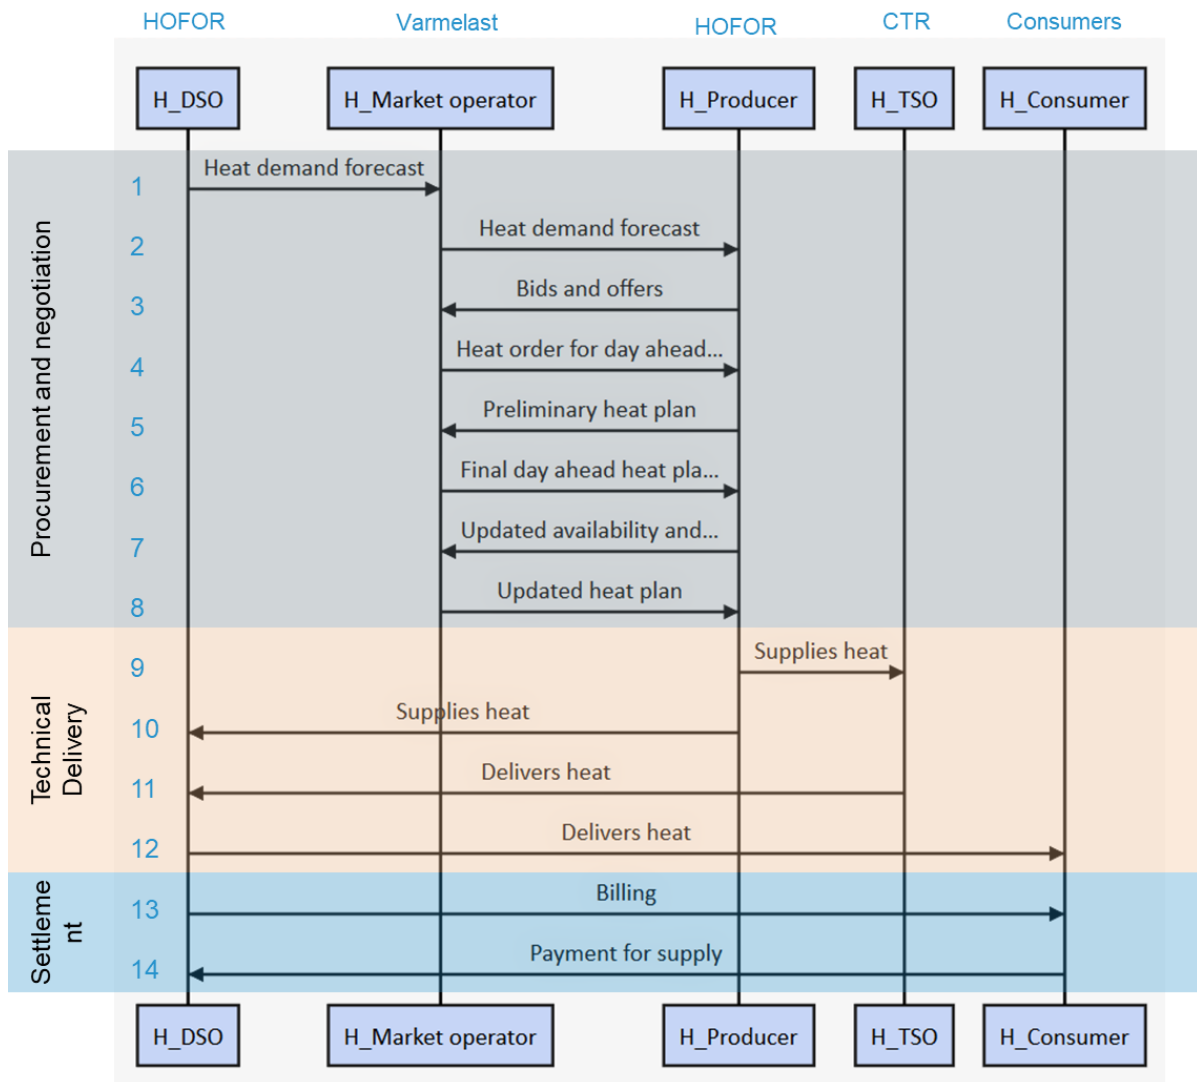 HOFOR Varmelast HOFOR CTR Consumers
H_DSO H_Market operator H_Producer H_TSO H_Consumer
Procurement and negotiation
1 Heat demand forecast
2 Heat demand forecast
3 Bids and offers
4 Heat order for day ahead...
5 Preliminary heat plan
6 Final day ahead heat pla...
7 Updated availability and...
8 Updated heat plan
Technical
Delivery
9 Supplies heat
10 Supplies heat
11 Delivers heat
12 Delivers heat
Settleme
nt
13 Billing
14 Payment for supply
H_DSO H_Market operator H_Producer H_TSO H_Consumer